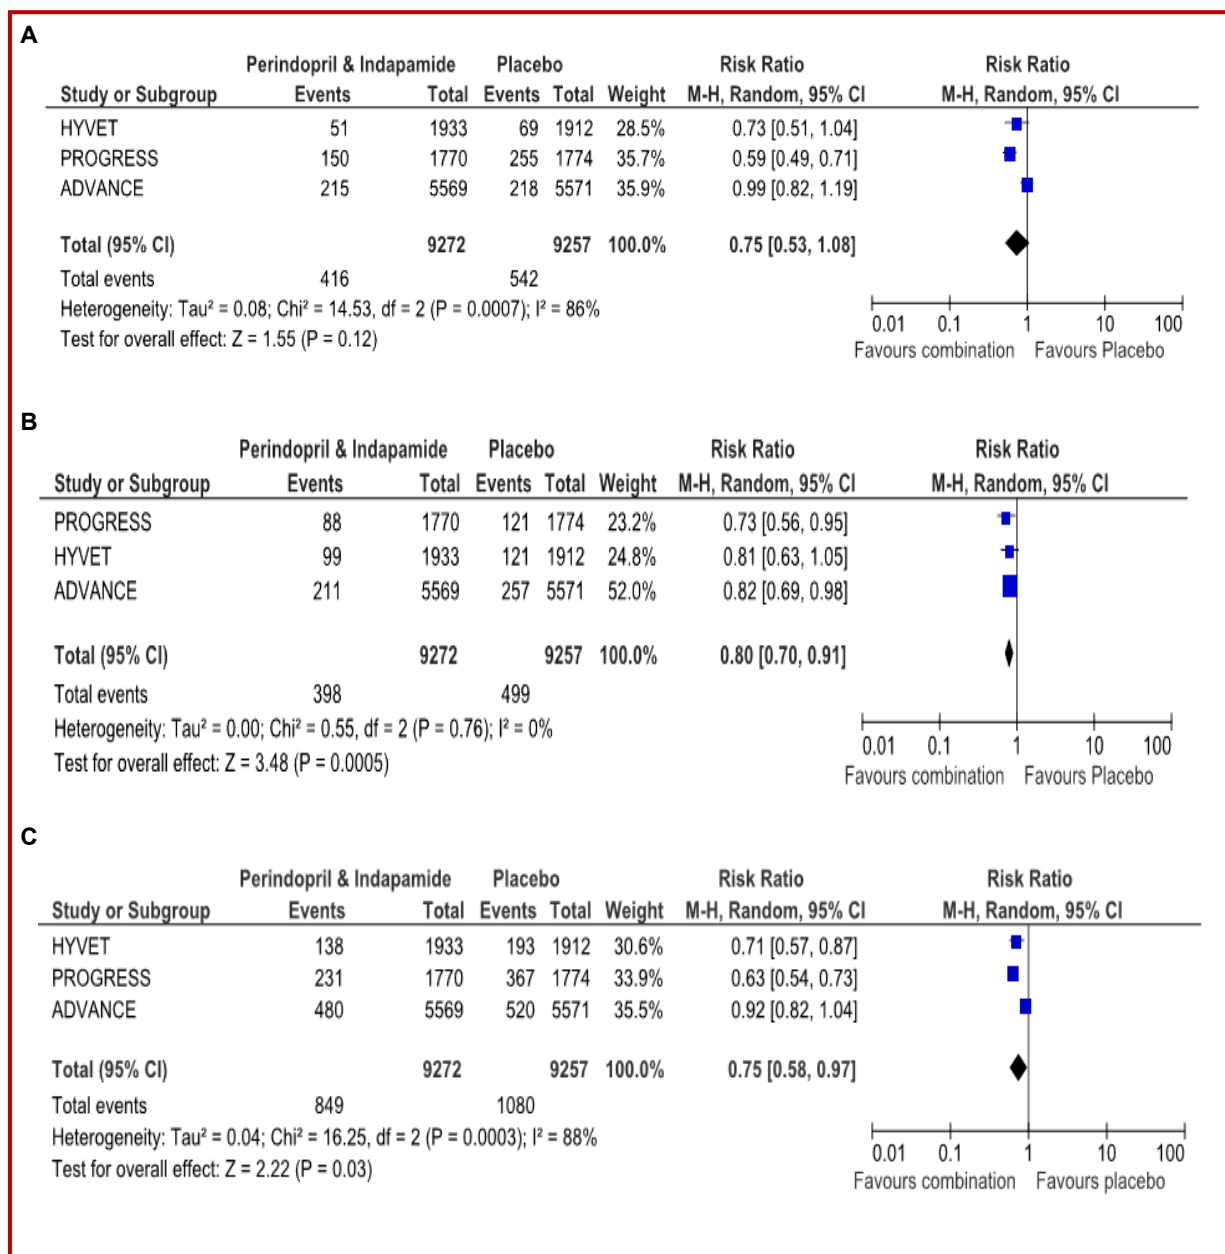 A
Perindopril & Indapamide Placebo Risk Ratio Risk Ratio
Study or Subgroup Events Total Events Total Weight M-H, Random, 95% CI M-H, Random, 95% CI
HYVET 51 1933 69 1912 28.5% 0.73 [0.51, 1.04]
PROGRESS 150 1770 255 1774 35.7% 0.59 [0.49, 0.71]
ADVANCE 215 5569 218 5571 35.9% 0.99 [0.82, 1.19]
Total (95% CI) 9272 9257 100.0% 0.75 [0.53, 1.08]
Total events 416 542
Heterogeneity: Tau² = 0.08; Chi² = 14.53, df = 2 (P = 0.0007); I² = 86%
Test for overall effect: Z = 1.55 (P = 0.12)
0.01 0.1 1 10 100
Favours combination Favours Placebo
B
Perindopril & Indapamide Placebo Risk Ratio Risk Ratio
Study or Subgroup Events Total Events Total Weight M-H, Random, 95% CI M-H, Random, 95% CI
PROGRESS 88 1770 121 1774 23.2% 0.73 [0.56, 0.95]
HYVET 99 1933 121 1912 24.8% 0.81 [0.63, 1.05]
ADVANCE 211 5569 257 5571 52.0% 0.82 [0.69, 0.98]
Total (95% CI) 9272 9257 100.0% 0.80 [0.70, 0.91]
Total events 398 499
Heterogeneity: Tau² = 0.00; Chi² = 0.55, df = 2 (P = 0.76); I² = 0%
Test for overall effect: Z = 3.48 (P = 0.0005)
0.01 0.1 1 10 100
Favours combination Favours Placebo
C
Perindopril & Indapamide Placebo Risk Ratio Risk Ratio
Study or Subgroup Events Total Events Total Weight M-H, Random, 95% CI M-H, Random, 95% CI
HYVET 138 1933 193 1912 30.6% 0.71 [0.57, 0.87]
PROGRESS 231 1770 367 1774 33.9% 0.63 [0.54, 0.73]
ADVANCE 480 5569 520 5571 35.5% 0.92 [0.82, 1.04]
Total (95% CI) 9272 9257 100.0% 0.75 [0.58, 0.97]
Total events 849 1080
Heterogeneity: Tau² = 0.04; Chi² = 16.25, df = 2 (P = 0.0003); I² = 88%
Test for overall effect: Z = 2.22 (P = 0.03)
0.01 0.1 1 10 100
Favours combination Favours placebo